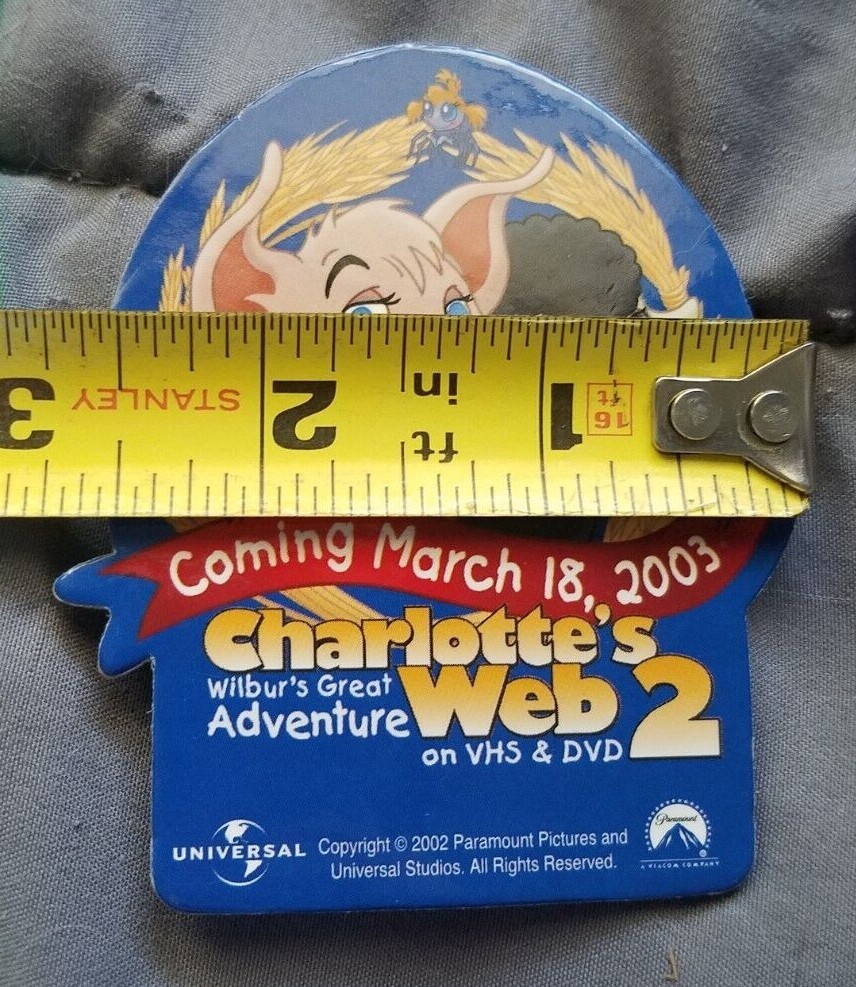 3 STANLEY 2 in 1 16
ft ft
Coming March 18, 2003
Charlotte's
Wilbur's Great
Adventure Web 2
on VHS & DVD
UNIVERSAL
Copyright © 2002 Paramount Pictures and
Universal Studios. All Rights Reserved.
Paramount
A VIACOM COMPANY